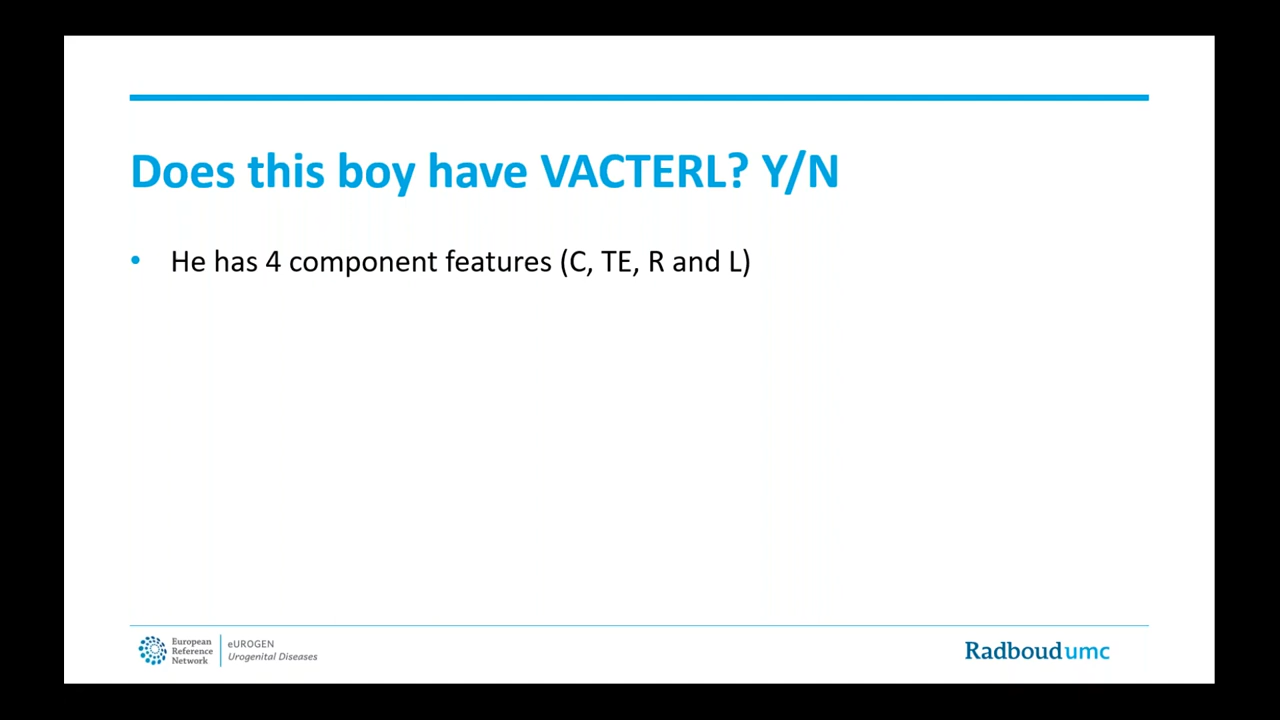 Does this boy have VACTERL? Y/N
• He has 4 component features (C, TE, R and L)
European
Reference
Network
eUROGEN
Urogenital Diseases
Radboudumc